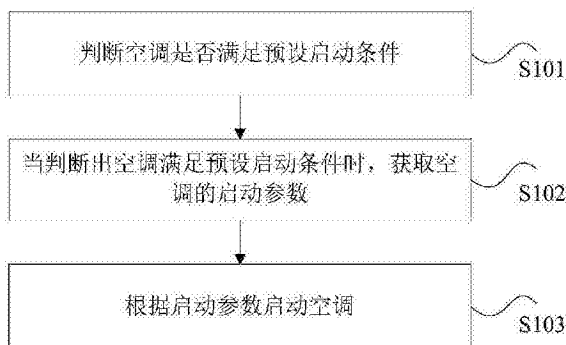 判断空调是否满足预设启动条件
S101
当判断出空调满足预设启动条件时，获取空
调的启动参数
S102
根据启动参数启动空调
S103